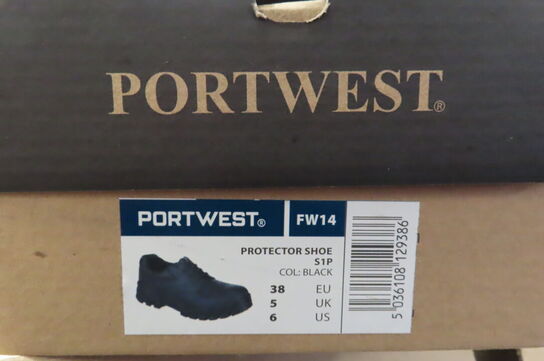 PORTWEST®
PORTWEST® FW14
PROTECTOR SHOE
S1P
COL: BLACK
38 EU
5 UK
6 US
5 036108 129386